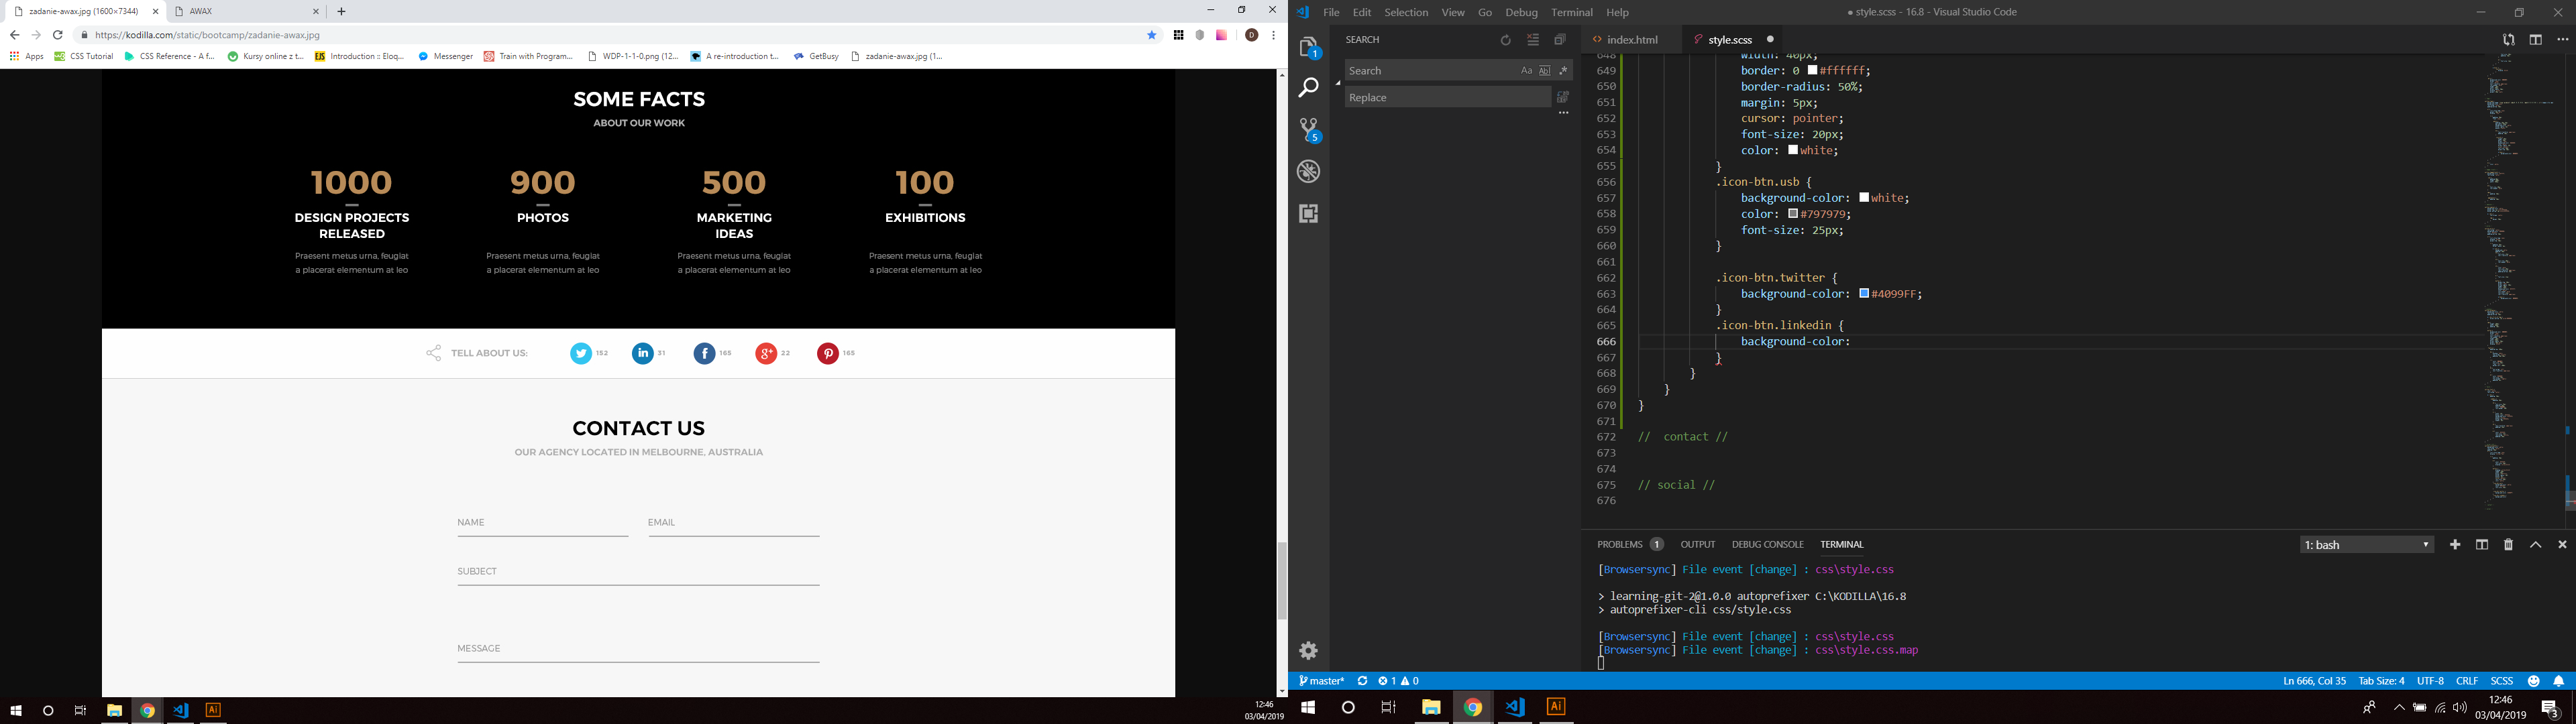 zadanie-awax.jpg (1600×7344)
AWAX
https://kodilla.com/static/bootcamp/zadanie-awax.jpg
D
Apps
CSS Tutorial
CSS Reference - A f...
Kursy online z t...
EJS
Introduction :: Eloq...
Messenger
Train with Program...
WDP-1-1-0.png (12...
A re-introduction t...
GetBusy
zadanie-awax.jpg (1...
SOME FACTS
ABOUT OUR WORK
1000
DESIGN PROJECTS
RELEASED
Praesent metus urna, feugiat
a placerat elementum at leo
900
PHOTOS
Praesent metus urna, feugiat
a placerat elementum at leo
500
MARKETING
IDEAS
Praesent metus urna, feugiat
a placerat elementum at leo
100
EXHIBITIONS
Praesent metus urna, feugiat
a placerat elementum at leo
TELL ABOUT US:
152
in
31
f
165
g+
22
165
CONTACT US
OUR AGENCY LOCATED IN MELBOURNE, AUSTRALIA
NAME
EMAIL
SUBJECT
MESSAGE
Ai
12:46
03/04/2019
File Edit Selection View Go Debug Terminal Help
● style.scss - 16.8 - Visual Studio Code
1
5
SEARCH
Search
Aa
Abl
Replace
index.html
style.scss
648 width: 40px;
649 border: 0 #ffffff;
650 border-radius: 50%;
651 margin: 5px;
652 cursor: pointer;
653 font-size: 20px;
654 color: white;
655 }
656 .icon-btn.usb {
657 background-color: white;
658 color: #797979;
659 font-size: 25px;
660 }
661
662 .icon-btn.twitter {
663 background-color: #4099FF;
664 }
665 .icon-btn.linkedin {
666 background-color:
667 }
668 }
669 }
670 }
671
672 // contact //
673
674
675 // social //
676
PROBLEMS 1 OUTPUT DEBUG CONSOLE TERMINAL
1: bash
[Browsersync] File event [change] : css\style.css
> learning-git-2@1.0.0 autoprefixer C:\KODILLA\16.8
> autoprefixer-cli css/style.css
[Browsersync] File event [change] : css\style.css
[Browsersync] File event [change] : css\style.css.map
master* 1 0
Ln 666, Col 35 Tab Size: 4 UTF-8 CRLF SCSS
Ai
12:46
03/04/2019
3